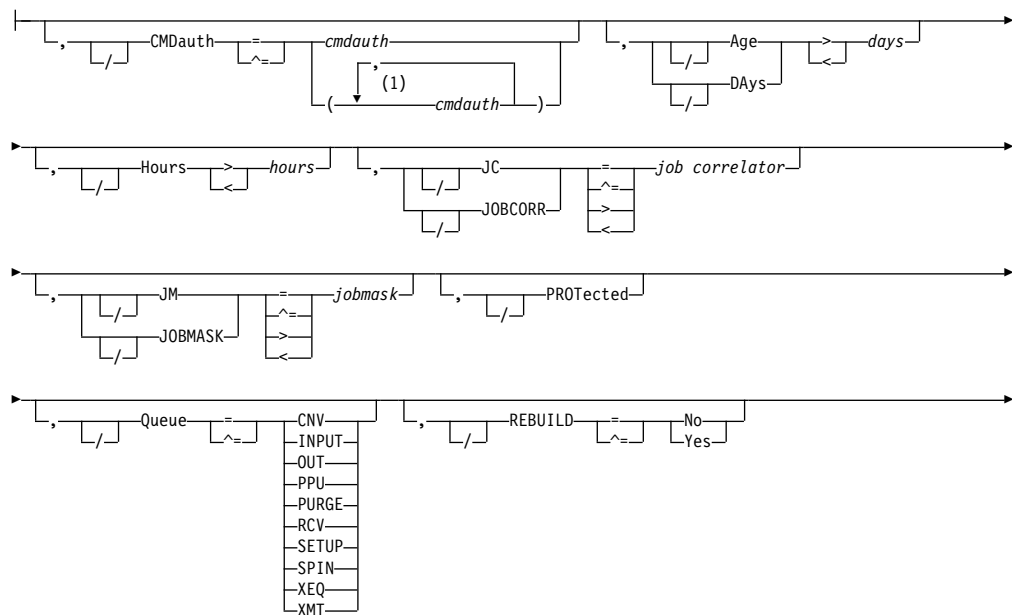 , / CMDauth = cmdauth , / Age > days
^= , / DAys <
(1)
( cmdauth )
, / Hours > hours , / JC = job correlator
< / JOBCORR ^=
>
<
, / JM = jobmask , / PROTected
/ JOBMASK ^=
>
<
, / Queue = CNV , / REBUILD = No
^= INPUT ^= Yes
OUT
PPU
PURGE
RCV
SETUP
SPIN
XEQ
XMT